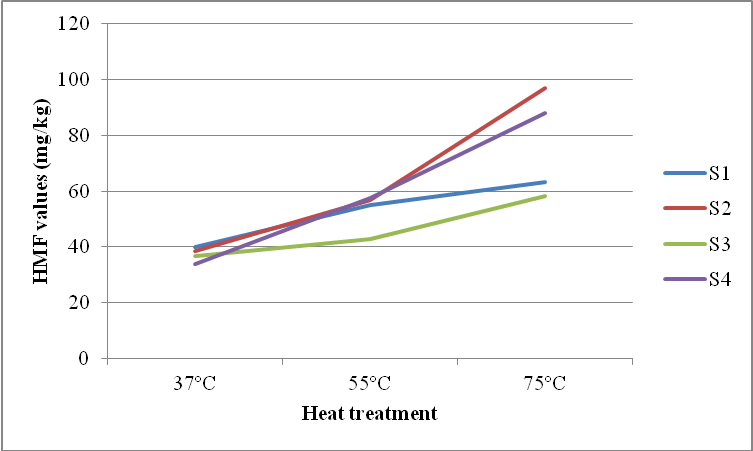 120
100
80
60
40
20
0
HMF values (mg/kg)
37°C 55°C 75°C
Heat treatment
S1
S2
S3
S4